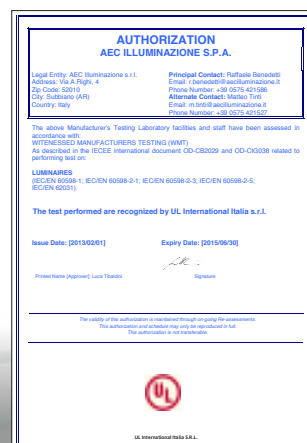 AUTHORIZATION
AEC ILLUMINAZIONE S.P.A.
Legal Entity: AEC Illuminazione s.r.l.
Address: Via A.Righi, 4
Zip Code: 52010
City: Subbiano (AR)
Country: Italy
Principal Contact: Raffaele Benedetti
Email: r.benedetti@aecilluminazione.it
Phone Number: +39 0575 421586
Alternate Contact: Matteo Tinti
Email: m.tinti@aecilluminazione.it
Phone Number: +39 0575 421527
The above Manufacturer's Testing Laboratory facilities and staff have been assessed in
accordance with:
WITENESSED MANUFACTURERS TESTING (WMT)
As described in the IECEE international document OD-CB2029 and OD-CIG038 related to
performing test on:
LUMINAIRES
(IEC/EN 60598-1; IEC/EN 60598-2-1; IEC/EN 60598-2-3; IEC/EN 60598-2-5;
IEC/EN 62031).
The test performed are recognized by UL International Italia s.r.l.
Issue Date: [2013/02/01] Expiry Date: [2015/06/30]
Printed Name (Approver) Luca Tibaldini Signature
The validity of this authorization is maintained through on-going Re-assessments.
This authorization and schedule may only be reproduced in full.
This authorization is not transferable.
UL
UL International Italia S.R.L.